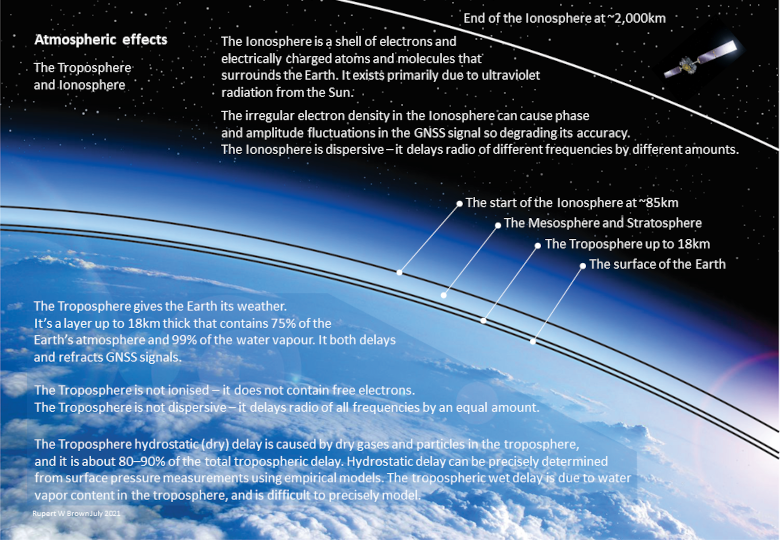 End of the Ionosphere at ~2,000km
Atmospheric effects
The Troposphere
and Ionosphere
The Ionosphere is a shell of electrons and
electrically charged atoms and molecules that
surrounds the Earth. It exists primarily due to ultraviolet
radiation from the Sun.
The irregular electron density in the Ionosphere can cause phase
and amplitude fluctuations in the GNSS signal so degrading its accuracy.
The Ionosphere is dispersive – it delays radio of different frequencies by different amounts.
The start of the Ionosphere at ~85km
The Mesosphere and Stratosphere
The Troposphere up to 18km
The surface of the Earth
The Troposphere gives the Earth its weather.
It's a layer up to 18km thick that contains 75% of the
Earth's atmosphere and 99% of the water vapour. It both delays
and refracts GNSS signals.
The Troposphere is not ionised – it does not contain free electrons.
The Troposphere is not dispersive – it delays radio of all frequencies by an equal amount.
The Troposphere hydrostatic (dry) delay is caused by dry gases and particles in the troposphere,
and it is about 80–90% of the total tropospheric delay. Hydrostatic delay can be precisely determined
from surface pressure measurements using empirical models. The tropospheric wet delay is due to water
vapor content in the troposphere, and is difficult to precisely model.
Rupert W Brown July 2021